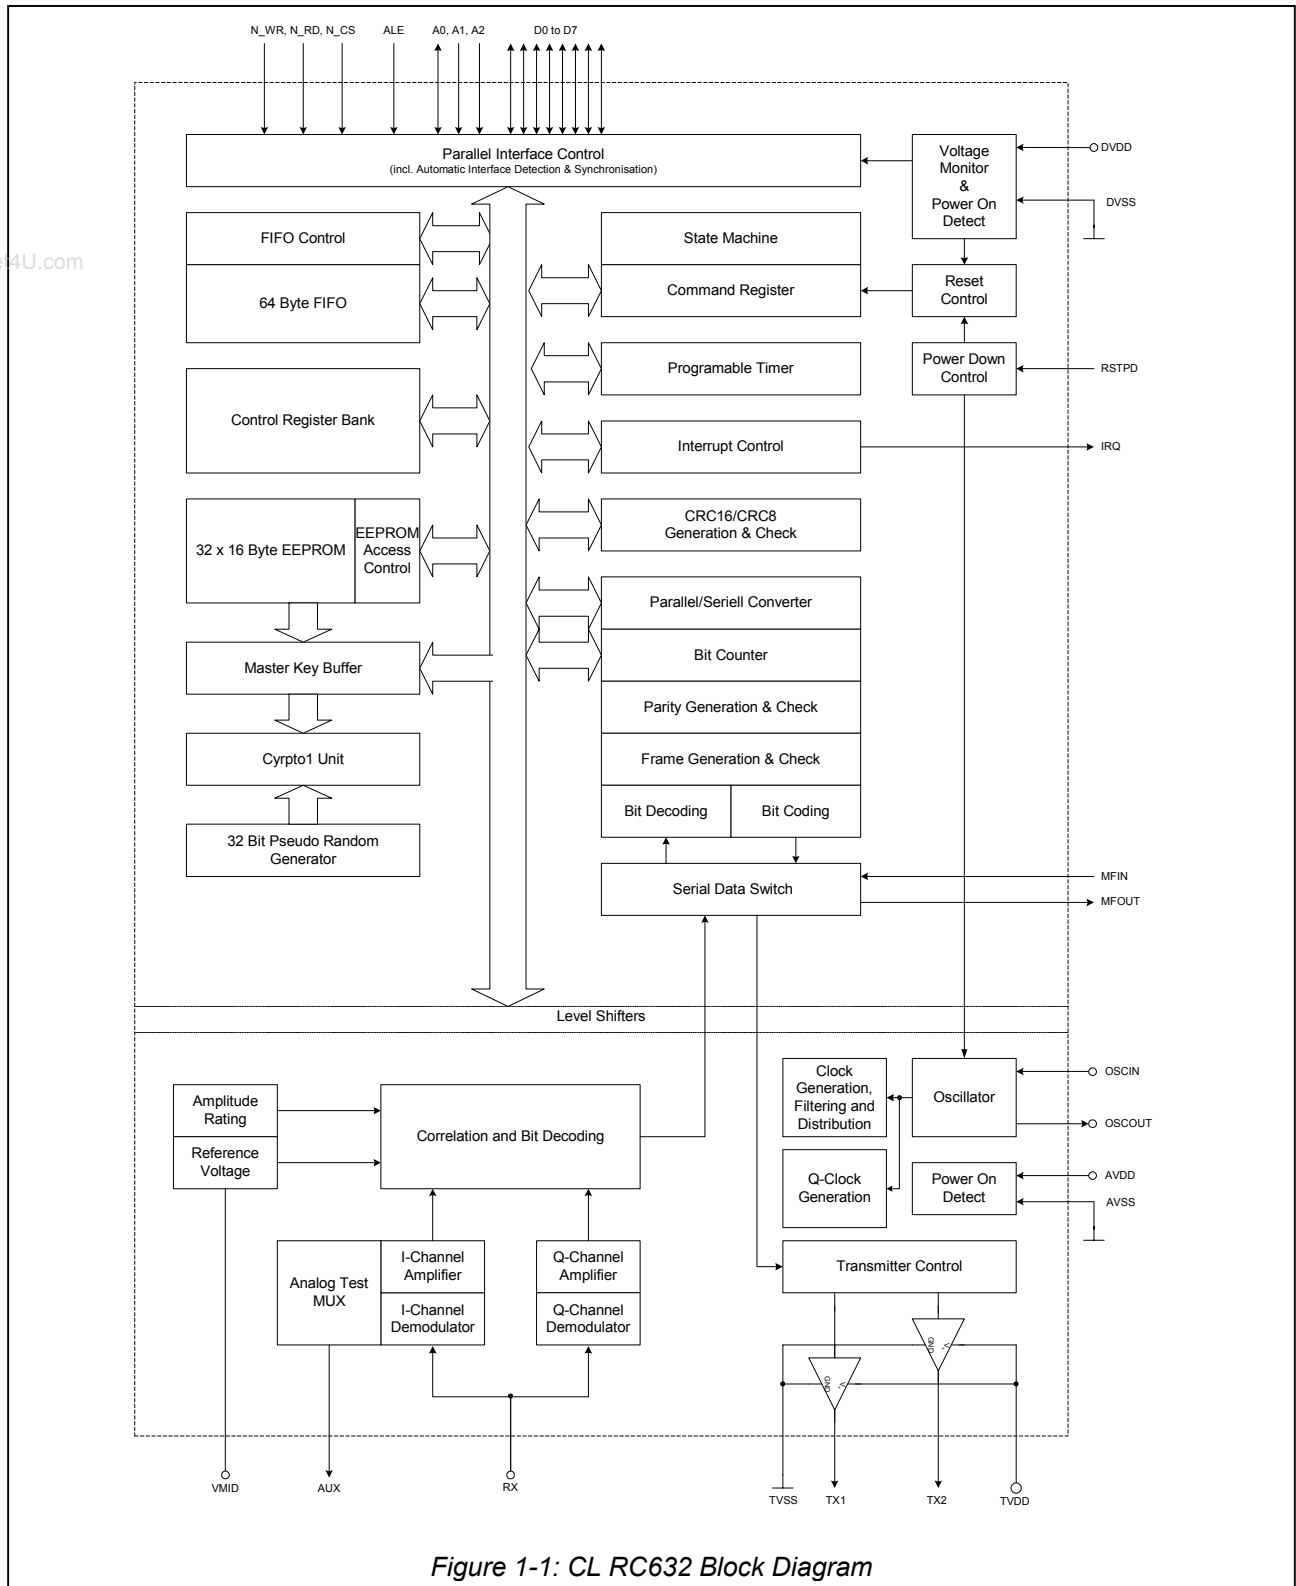 N_WR, N_RD, N_CS
ALE
A0, A1, A2
D0 to D7
Parallel Interface Control
(incl. Automatic Interface Detection & Synchronisation)
Voltage
Monitor
&
Power On
Detect
DVDD
DVSS
FIFO Control
State Machine
et4U.com
64 Byte FIFO
Command Register
Reset
Control
Programable Timer
Power Down
Control
RSTPD
Control Register Bank
Interrupt Control
IRQ
32 x 16 Byte EEPROM
EEPROM
Access
Control
CRC16/CRC8
Generation & Check
Parallel/Seriell Converter
Master Key Buffer
Bit Counter
Parity Generation & Check
Cyrpto1 Unit
Frame Generation & Check
Bit Decoding
Bit Coding
32 Bit Pseudo Random
Generator
Serial Data Switch
MFIN
MFOUT
Level Shifters
Amplitude
Rating
Reference
Voltage
Correlation and Bit Decoding
Clock
Generation,
Filtering and
Distribution
Oscillator
OSCIN
OSCOUT
Q-Clock
Generation
Power On
Detect
AVDD
AVSS
Analog Test
MUX
I-Channel
Amplifier
I-Channel
Demodulator
Q-Channel
Amplifier
Q-Channel
Demodulator
Transmitter Control
GND
V+
GND
V+
VMID
AUX
RX
TVSS
TX1
TX2
TVDD
Figure 1-1: CL RC632 Block Diagram